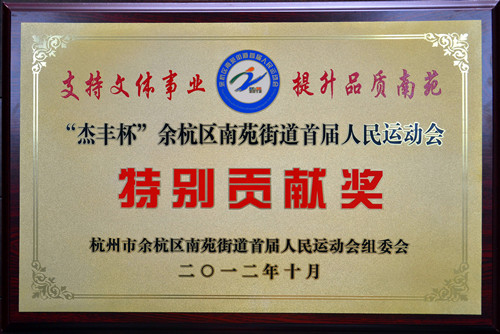 支持文体事业 提升品质南苑
“杰丰杯”余杭区南苑街道首届人民运动会
特别贡献奖
杭州市余杭区南苑街道首届人民运动会组委会
二〇一二年十月